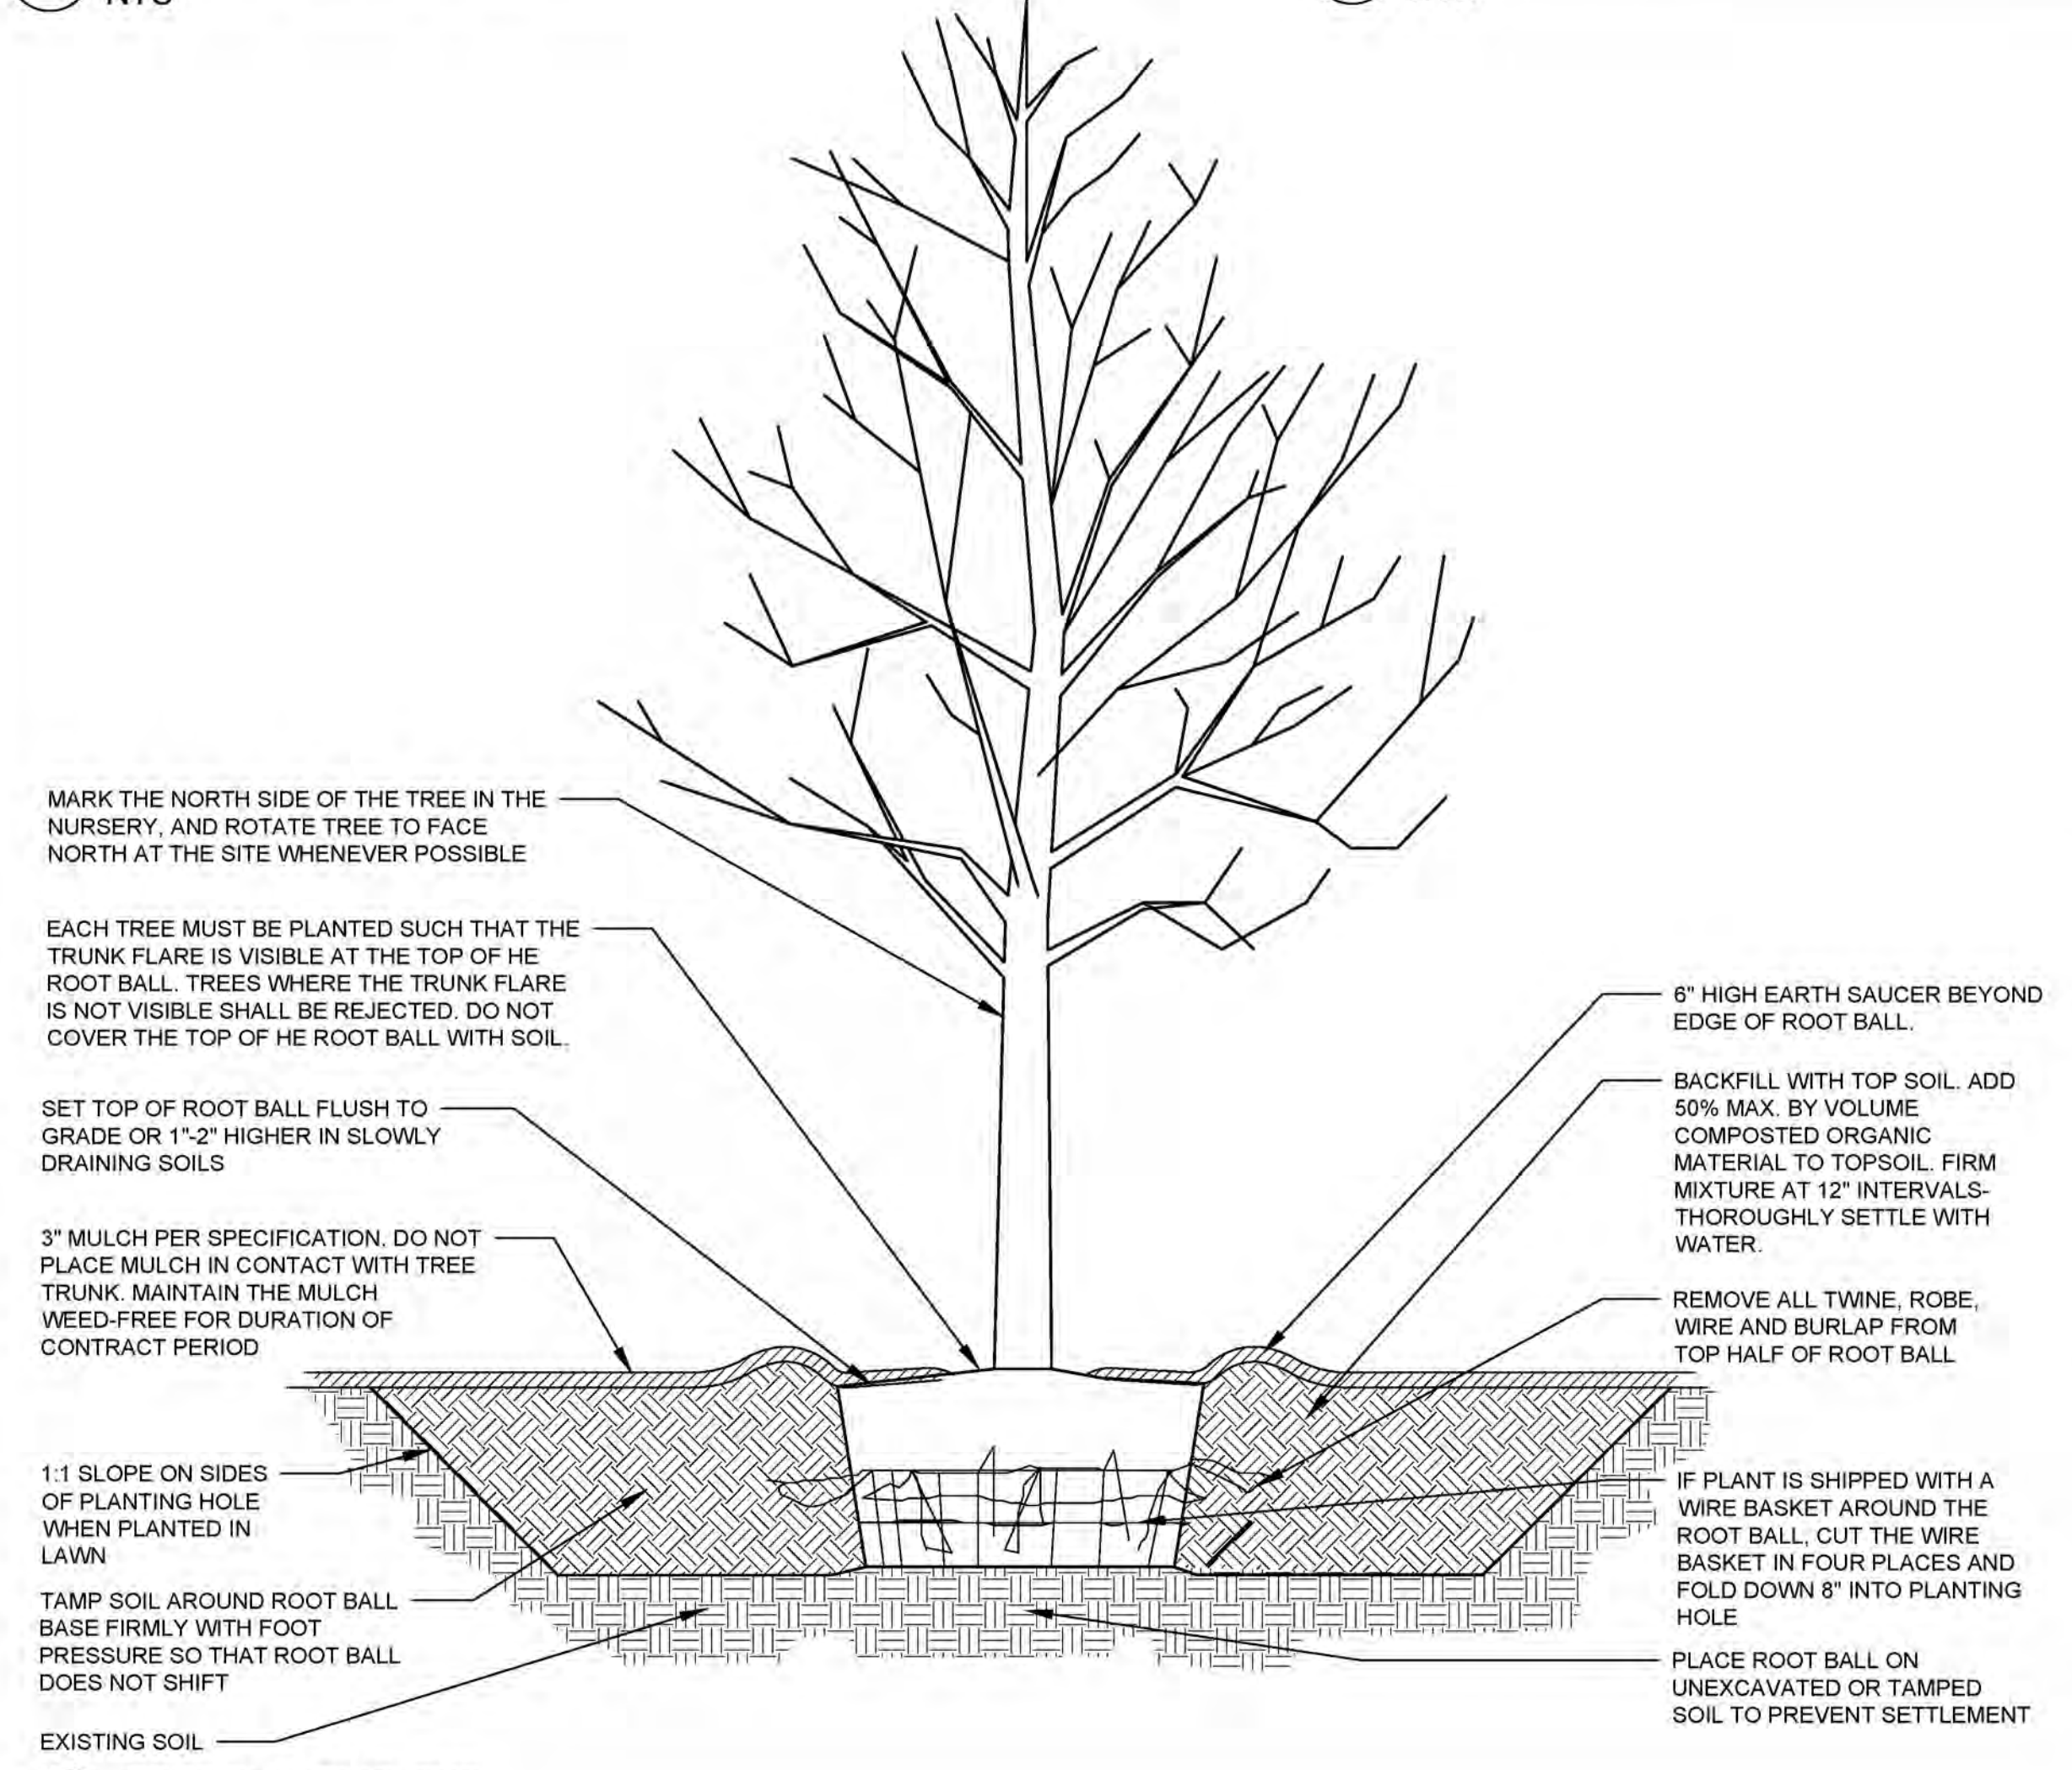 NTS
MARK THE NORTH SIDE OF THE TREE IN THE
NURSERY, AND ROTATE TREE TO FACE
NORTH AT THE SITE WHENEVER POSSIBLE
EACH TREE MUST BE PLANTED SUCH THAT THE
TRUNK FLARE IS VISIBLE AT THE TOP OF HE
ROOT BALL. TREES WHERE THE TRUNK FLARE
IS NOT VISIBLE SHALL BE REJECTED. DO NOT
COVER THE TOP OF HE ROOT BALL WITH SOIL.
SET TOP OF ROOT BALL FLUSH TO
GRADE OR 1"-2" HIGHER IN SLOWLY
DRAINING SOILS
3" MULCH PER SPECIFICATION. DO NOT
PLACE MULCH IN CONTACT WITH TREE
TRUNK. MAINTAIN THE MULCH
WEED-FREE FOR DURATION OF
CONTRACT PERIOD
1:1 SLOPE ON SIDES
OF PLANTING HOLE
WHEN PLANTED IN
LAWN
TAMP SOIL AROUND ROOT BALL
BASE FIRMLY WITH FOOT
PRESSURE SO THAT ROOT BALL
DOES NOT SHIFT
EXISTING SOIL
6" HIGH EARTH SAUCER BEYOND
EDGE OF ROOT BALL.
BACKFILL WITH TOP SOIL. ADD
50% MAX. BY VOLUME
COMPOSTED ORGANIC
MATERIAL TO TOPSOIL. FIRM
MIXTURE AT 12" INTERVALS-
THOROUGHLY SETTLE WITH
WATER.
REMOVE ALL TWINE, ROBE,
WIRE AND BURLAP FROM
TOP HALF OF ROOT BALL
IF PLANT IS SHIPPED WITH A
WIRE BASKET AROUND THE
ROOT BALL, CUT THE WIRE
BASKET IN FOUR PLACES AND
FOLD DOWN 8" INTO PLANTING
HOLE
PLACE ROOT BALL ON
UNEXCAVATED OR TAMPED
SOIL TO PREVENT SETTLEMENT